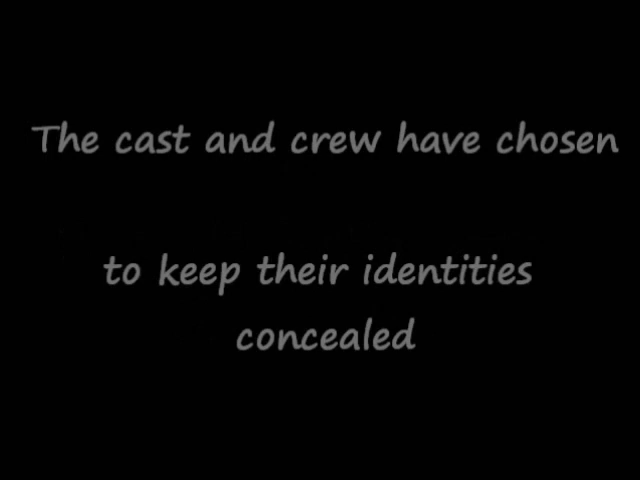 The cast and crew have chosen
to keep their identities
concealed